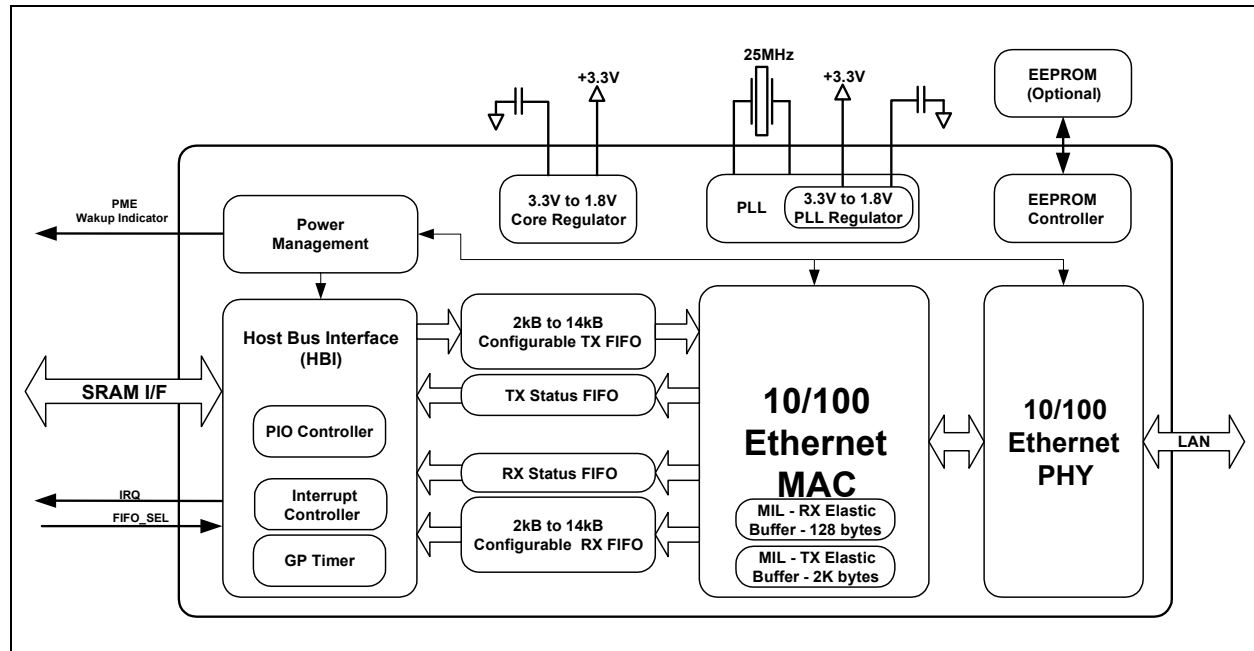 25MHz
+3.3V
+3.3V
EEPROM
(Optional)
PME
Wakup Indicator
Power
Management
3.3V to 1.8V
Core Regulator
PLL
3.3V to 1.8V
PLL Regulator
EEPROM
Controller
Host Bus Interface
(HBI)
2kB to 14kB
Configurable TX FIFO
SRAM I/F
TX Status FIFO
PIO Controller
10/100
Ethernet
MAC
10/100
Ethernet
PHY
LAN
RX Status FIFO
IRQ
FIFO_SEL
Interrupt
Controller
2kB to 14kB
Configurable RX FIFO
MIL - RX Elastic
Buffer - 128 bytes
GP Timer
MIL - TX Elastic
Buffer - 2K bytes